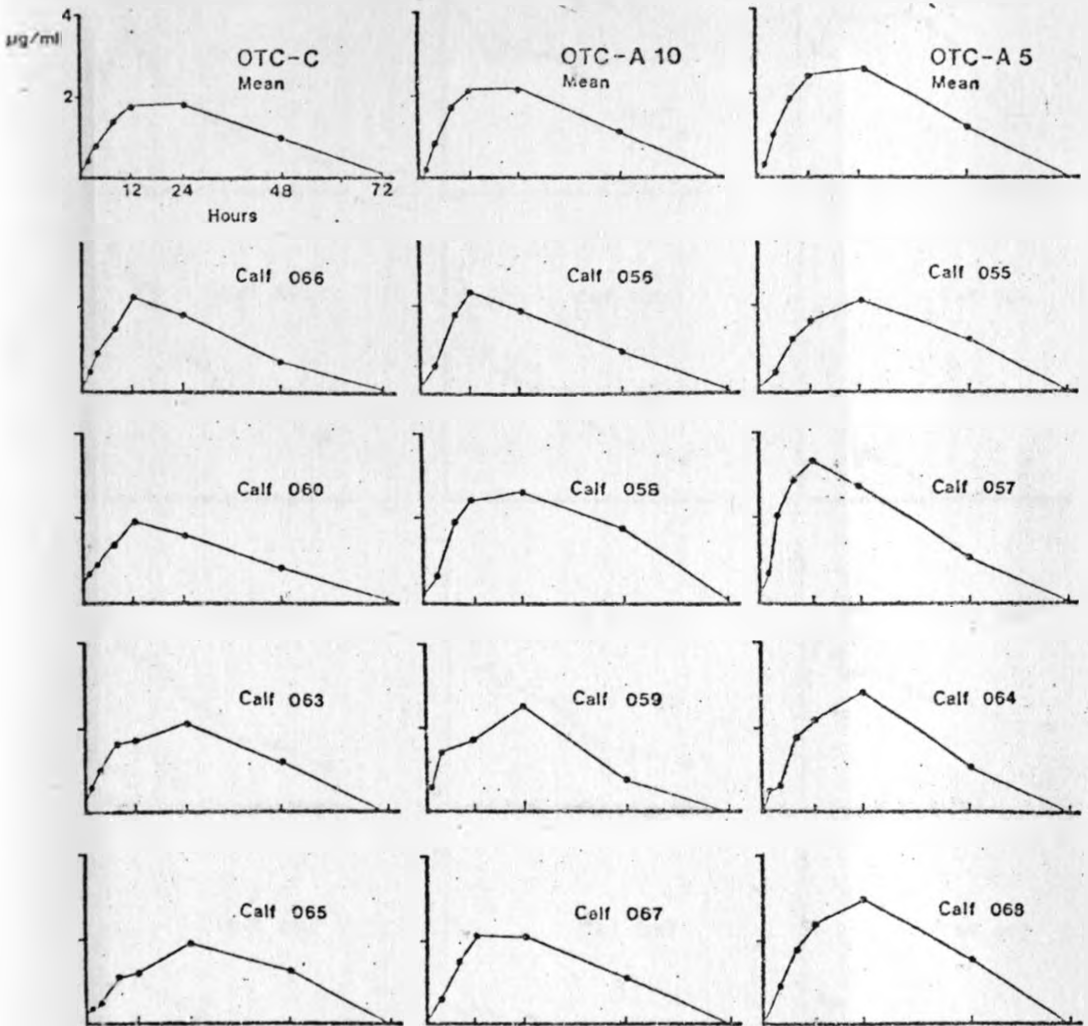 4
µg/ml
OTC-C
Mean
OTC-A 10
Mean
OTC-A 5
Mean
2
12 24 48 72
Hours
Calf 066
Calf 056
Calf 055
Calf 060
Calf 058
Calf 057
Calf 063
Calf 059
Calf 064
Calf 065
Calf 067
Calf 068